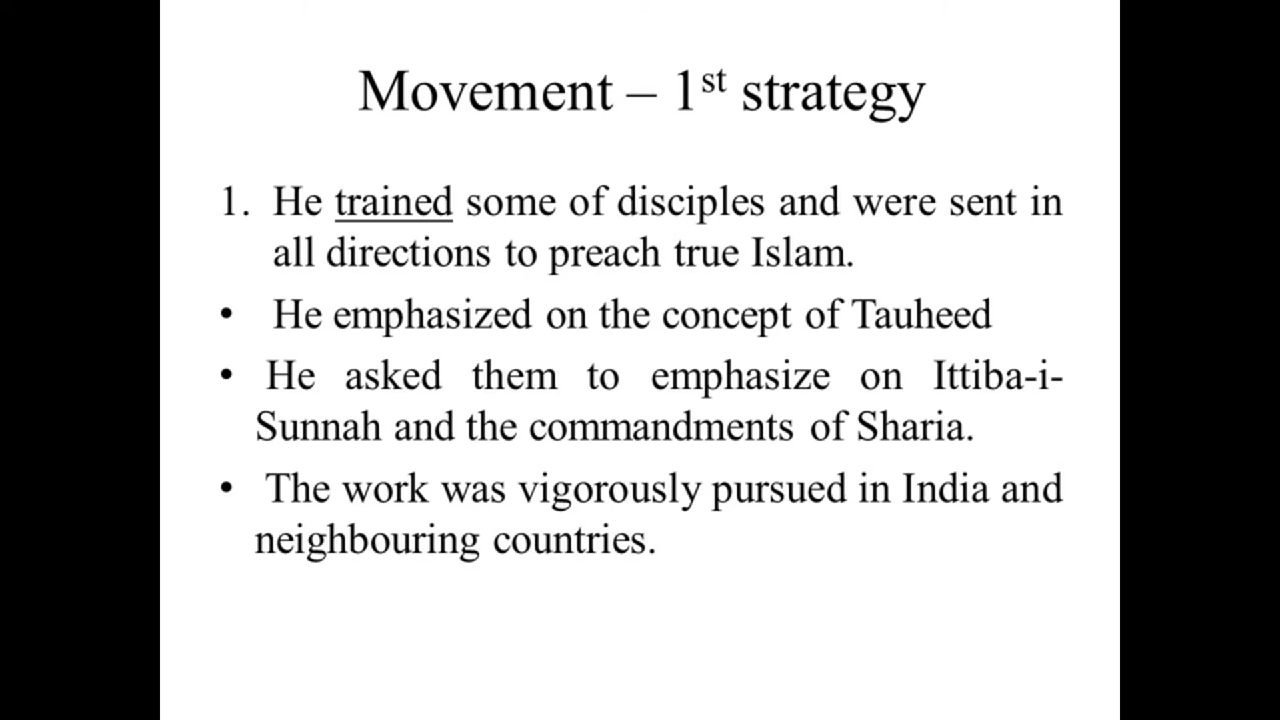 Movement – 1st strategy
1. He trained some of disciples and were sent in
all directions to preach true Islam.
• He emphasized on the concept of Tauheed
• He asked them to emphasize on Ittiba-i-
Sunnah and the commandments of Sharia.
• The work was vigorously pursued in India and
neighbouring countries.